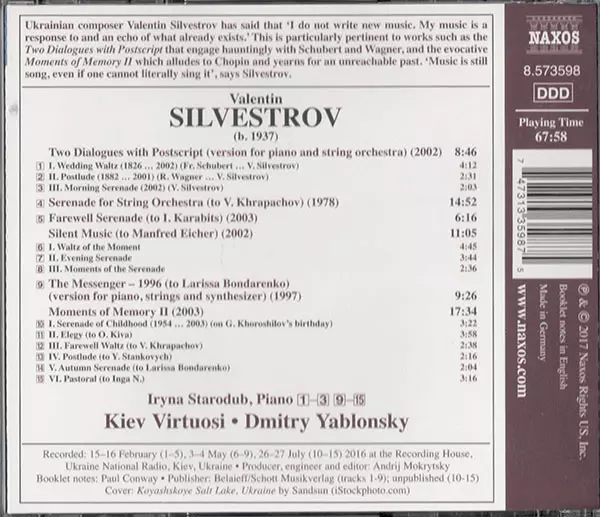 Ukrainian composer Valentin Silvestrov has said that ‘I do not write new music. My music is a
response to and an echo of what already exists.’ This is particularly pertinent to works such as the
Two Dialogues with Postscript that engage hauntingly with Schubert and Wagner, and the evocative
Moments of Memory II which alludes to Chopin and yearns for an unreachable past. ‘Music is still
song, even if one cannot literally sing it’, says Silvestrov.
Valentin
SILVESTROV
(b. 1937)
Two Dialogues with Postscript (version for piano and string orchestra) (2002) 8:46
1 I. Wedding Waltz (1826 … 2002) (Fr. Schubert … V. Silvestrov) 4:12
2 II. Postlude (1882 … 2001) (R. Wagner … V. Silvestrov) 2:31
3 III. Morning Serenade (2002) (V. Silvestrov) 2:03
4 Serenade for String Orchestra (to V. Khrapachov) (1978) 14:52
5 Farewell Serenade (to I. Karabits) (2003) 6:16
Silent Music (to Manfred Eicher) (2002) 11:05
6 I. Waltz of the Moment 4:45
7 II. Evening Serenade 3:44
8 III. Moments of the Serenade 2:36
9 The Messenger – 1996 (to Larissa Bondarenko)
(version for piano, strings and synthesizer) (1997) 9:26
Moments of Memory II (2003) 17:34
10 I. Serenade of Childhood (1954 … 2003) (on G. Khoroshilov’s birthday) 3:22
11 II. Elegy (to O. Kiva) 3:58
12 III. Farewell Waltz (to V. Khrapachov) 2:38
13 IV. Postlude (to Y. Stankovych) 2:16
14 V. Autumn Serenade (to Larissa Bondarenko) 2:04
15 VI. Pastoral (to Inga N.) 3:16
Iryna Starodub, Piano 1–3 9–15
Kiev Virtuosi • Dmitry Yablonsky
Recorded: 15–16 February (1–5), 3–4 May (6–9), 26–27 July (10–15) 2016 at the Recording House,
Ukraine National Radio, Kiev, Ukraine • Producer, engineer and editor: Andrij Mokrytsky
Booklet notes: Paul Conway • Publisher: Belaieff/Schott Musikverlag (tracks 1-9); unpublished (10-15)
Cover: Koyashskoye Salt Lake, Ukraine by Sandsun (iStockphoto.com)
NAXOS
8.573598
DDD
Playing Time
67:58
7 47313 35987 5
℗ & © 2017 Naxos Rights US, Inc.
Booklet notes in English
Made in Germany
www.naxos.com